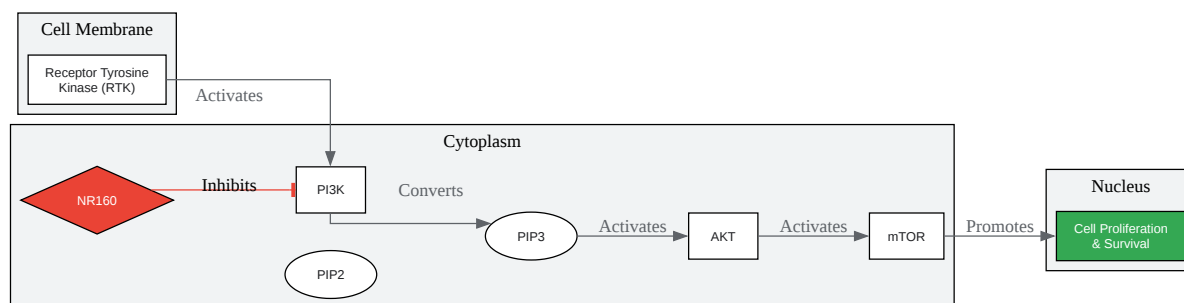 Cell Membrane
Receptor Tyrosine
Kinase (RTK)
Activates
Cytoplasm
NR160
Inhibits
PI3K
Converts
PIP2
PIP3
Activates
AKT
Activates
mTOR
Promotes
Nucleus
Cell Proliferation
& Survival